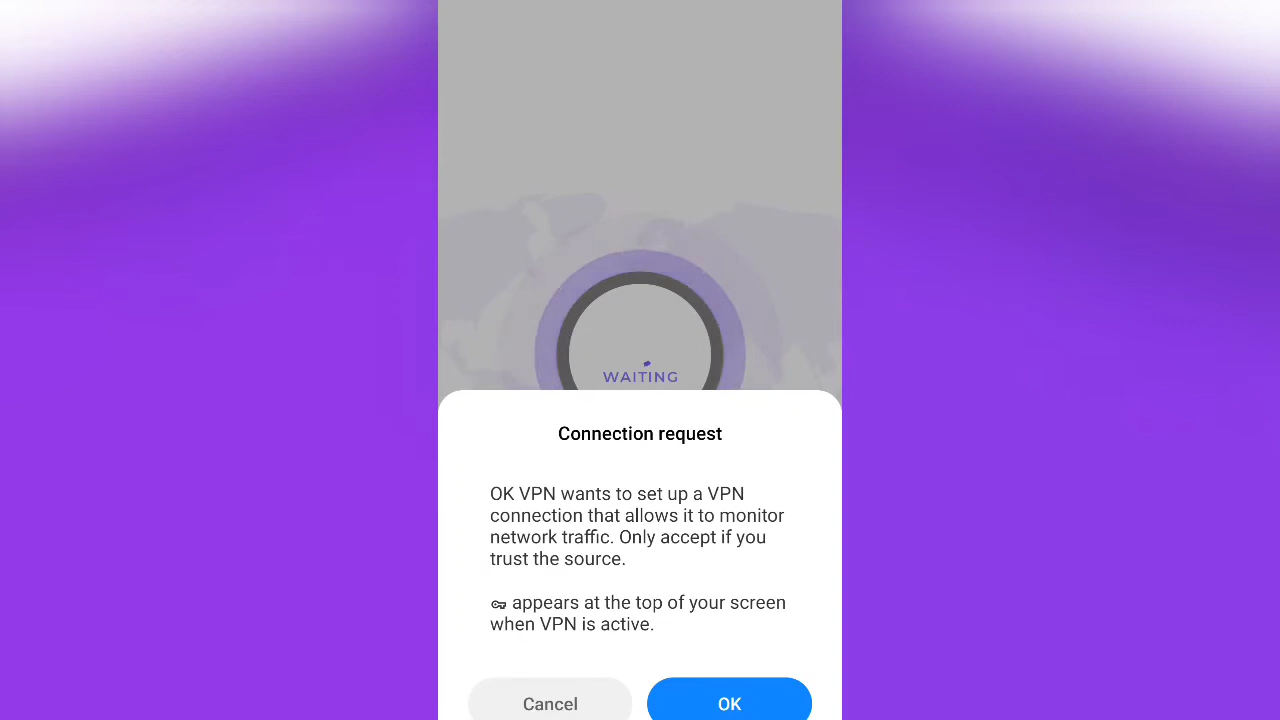 WAITING
Connection request
OK VPN wants to set up a VPN
connection that allows it to monitor
network traffic. Only accept if you
trust the source.
appears at the top of your screen
when VPN is active.
Cancel
OK